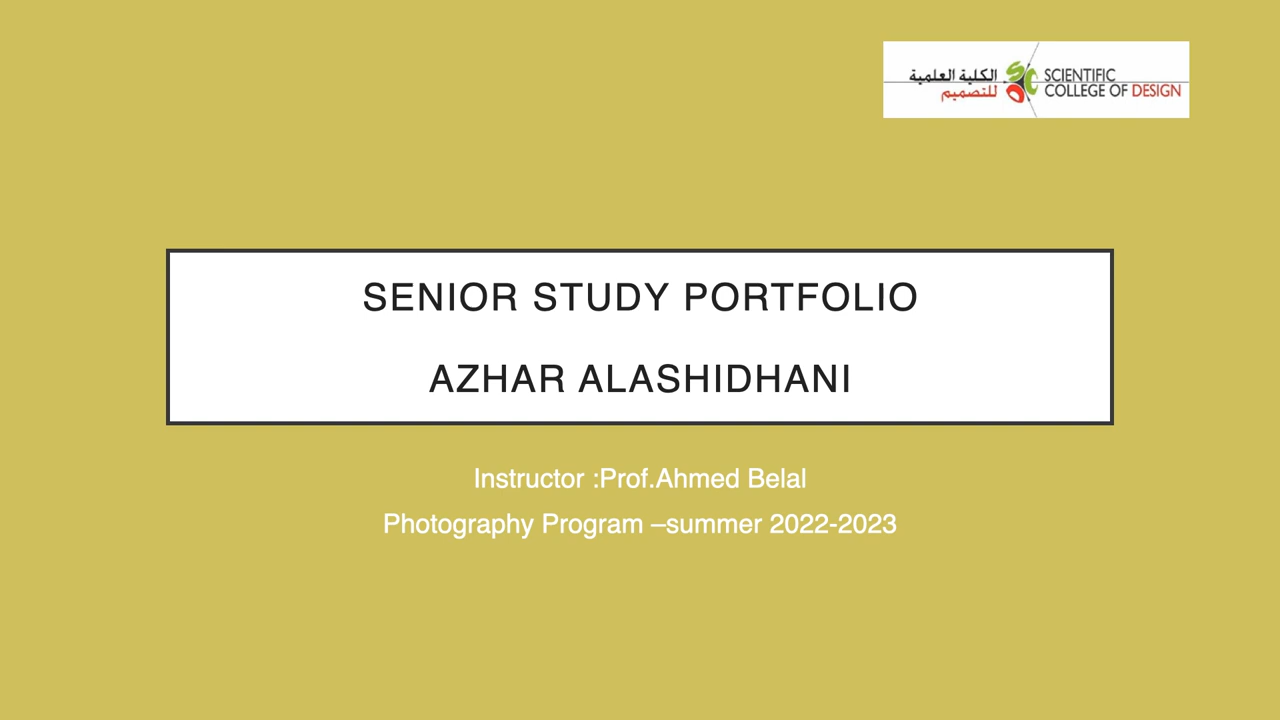 الكلية العلمية
للتصميم
SCIENTIFIC
COLLEGE OF DESIGN
SENIOR STUDY PORTFOLIO
AZHAR ALASHIDHANI
Instructor :Prof.Ahmed Belal
Photography Program –summer 2022-2023